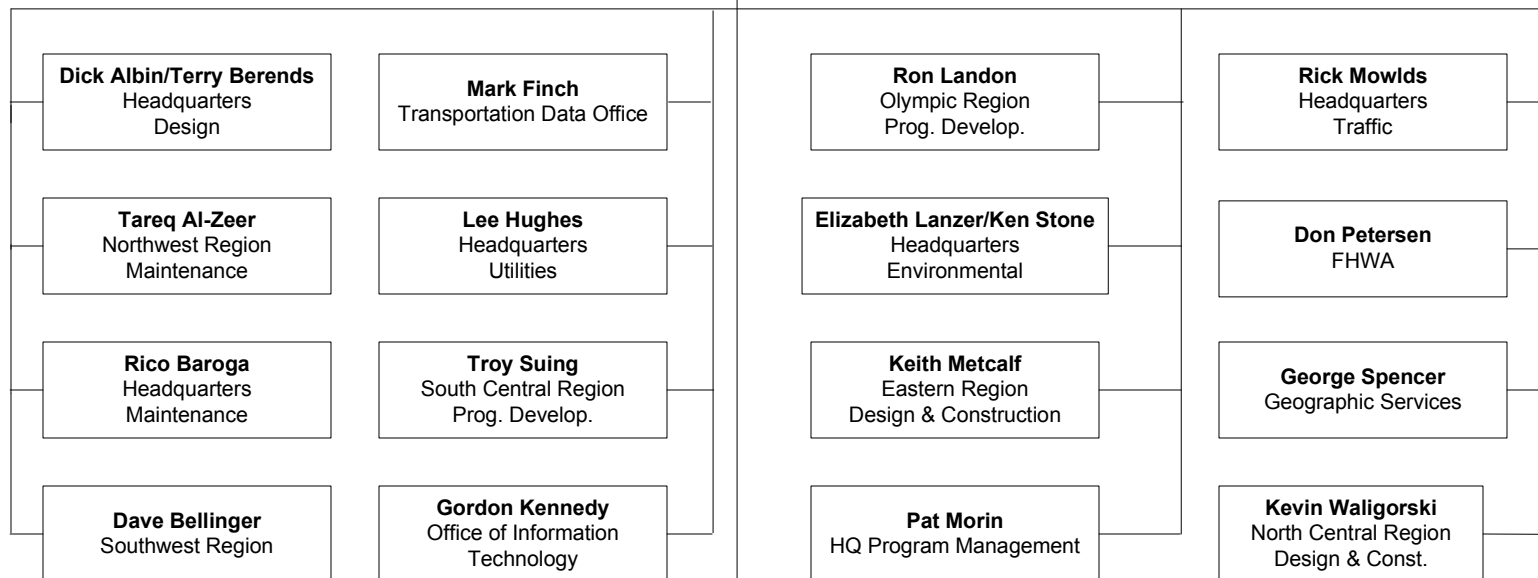 Dick Albin/Terry Berends
Headquarters
Design
Mark Finch
Transportation Data Office
Ron Landon
Olympic Region
Prog. Develop.
Rick Mowlds
Headquarters
Traffic
Tareq Al-Zeer
Northwest Region
Maintenance
Lee Hughes
Headquarters
Utilities
Elizabeth Lanzer/Ken Stone
Headquarters
Environmental
Don Petersen
FHWA
Rico Baroga
Headquarters
Maintenance
Troy Suing
South Central Region
Prog. Develop.
Keith Metcalf
Eastern Region
Design & Construction
George Spencer
Geographic Services
Dave Bellinger
Southwest Region
Gordon Kennedy
Office of Information
Technology
Pat Morin
HQ Program Management
Kevin Waligorski
North Central Region
Design & Const.